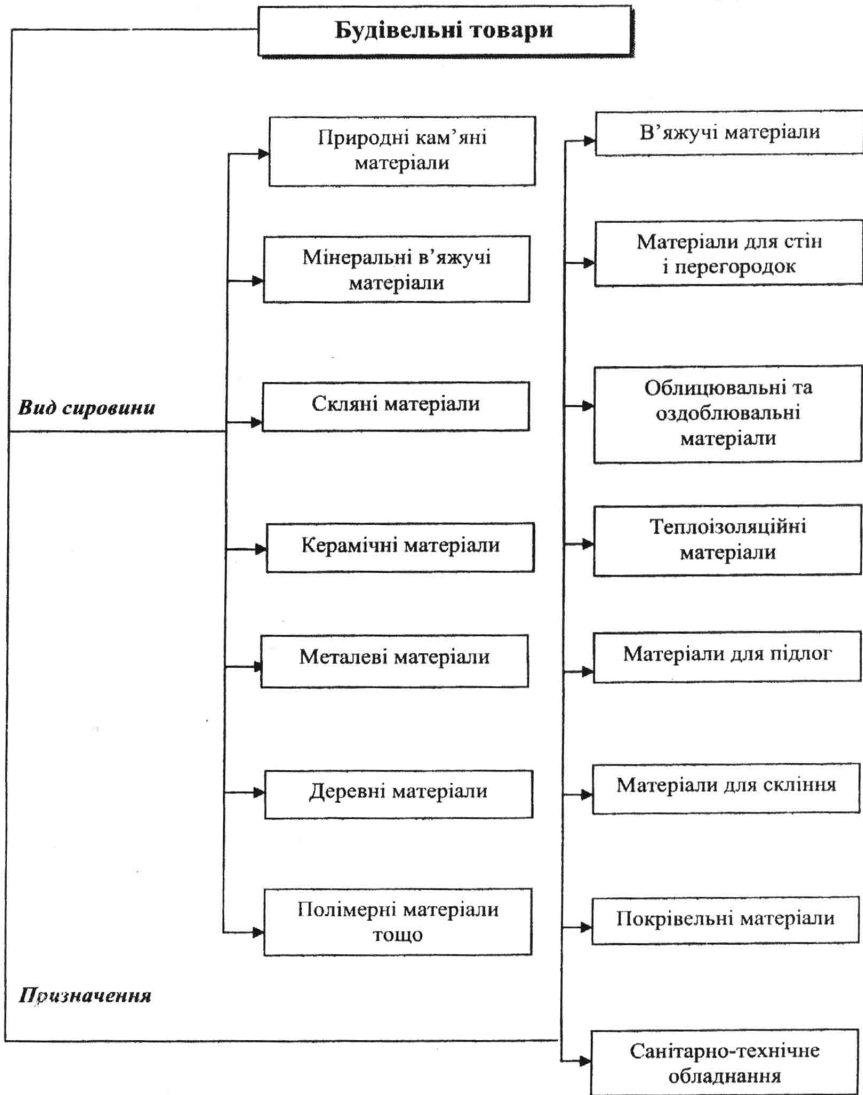 Будівельні товари
Вид сировини
Природні кам’яні
матеріали
Мінеральні в’яжучі
матеріали
Скляні матеріали
Керамічні матеріали
Металеві матеріали
Деревні матеріали
Полімерні матеріали
тощо
Призначення
В’яжучі матеріали
Матеріали для стін
і перегородок
Облицювальні та
оздоблювальні
матеріали
Теплоізоляційні
матеріали
Матеріали для підлог
Матеріали для скління
Покрівельні матеріали
Санітарно-технічне
обладнання